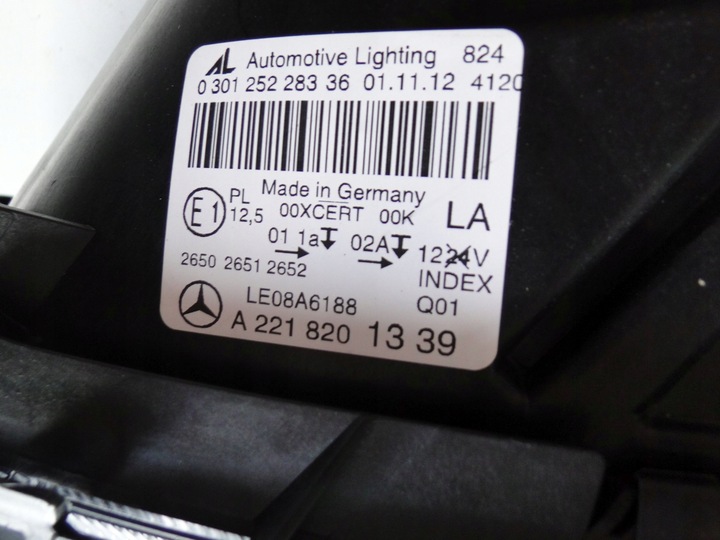 AL Automotive Lighting 824
0 301 252 283 36 01.11.12 4120
Made in Germany
E1 PL 12,5 00XCERT 00K LA
01 1a 02A 1224V
2650 2651 2652 INDEX
LE08A6188 Q01
A 221 820 13 39